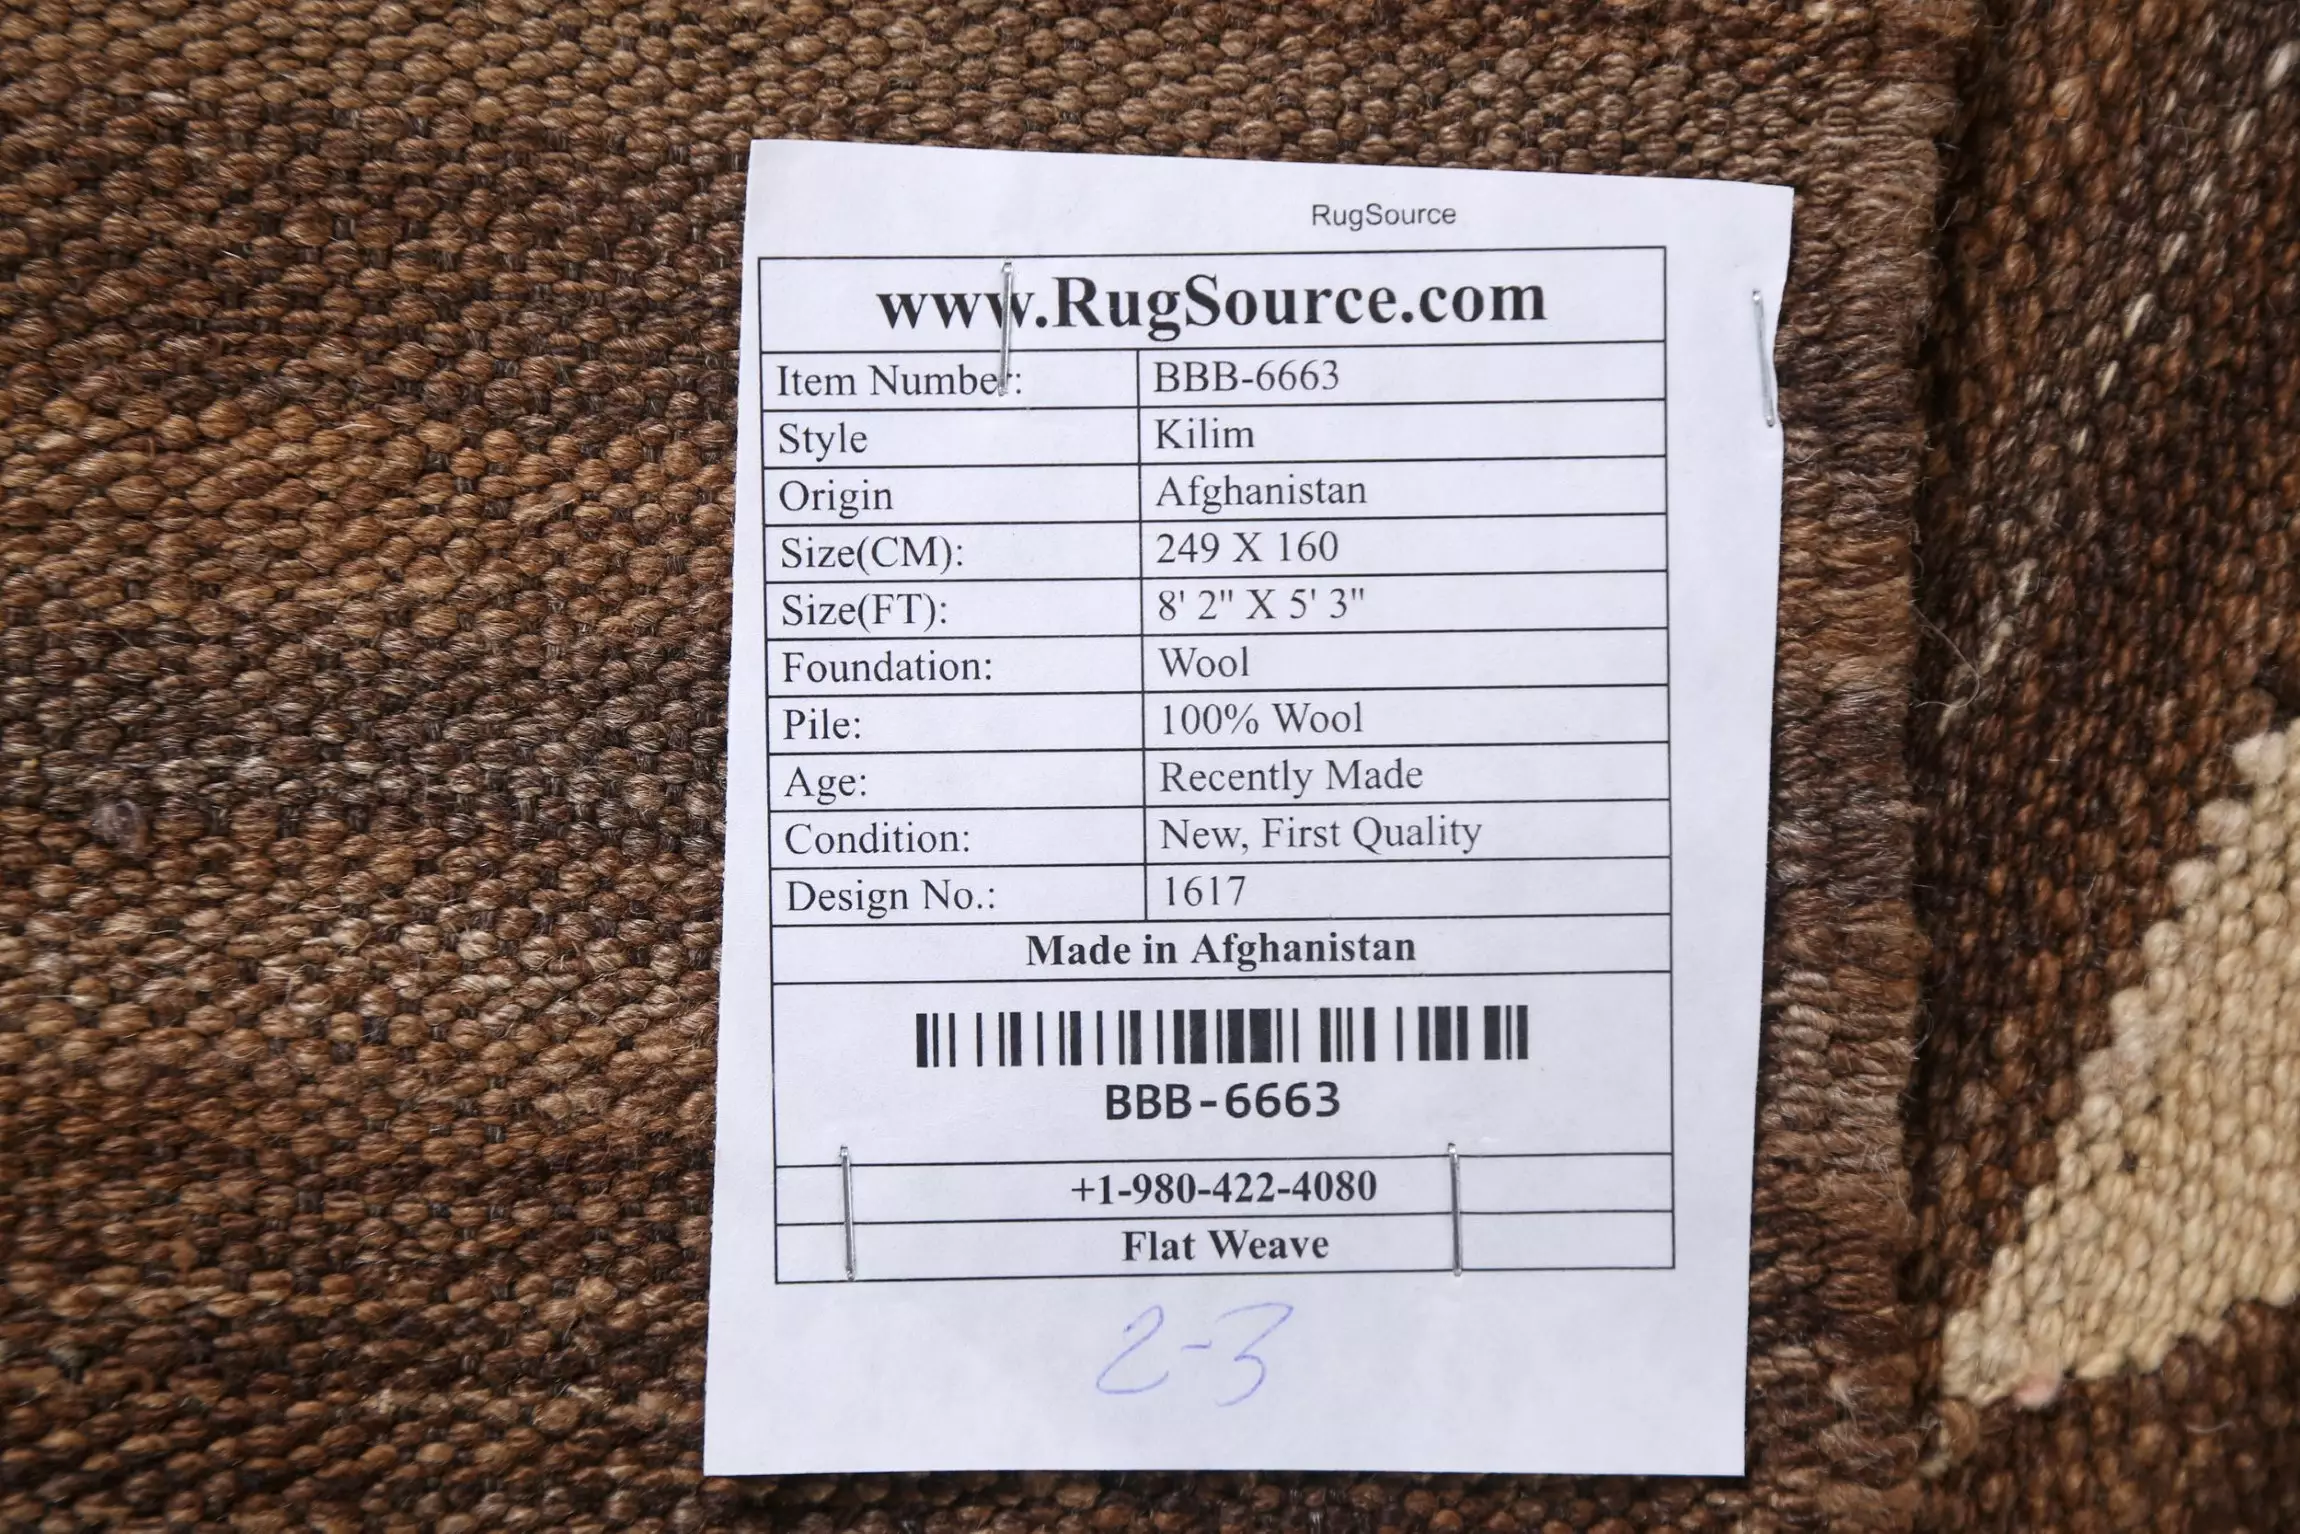 RugSource
www.RugSource.com
Item Number: BBB-6663
Style Kilim
Origin Afghanistan
Size(CM): 249 X 160
Size(FT): 8' 2" X 5' 3"
Foundation: Wool
Pile: 100% Wool
Age: Recently Made
Condition: New, First Quality
Design No.: 1617
Made in Afghanistan
BBB-6663
+1-980-422-4080
Flat Weave
2-3